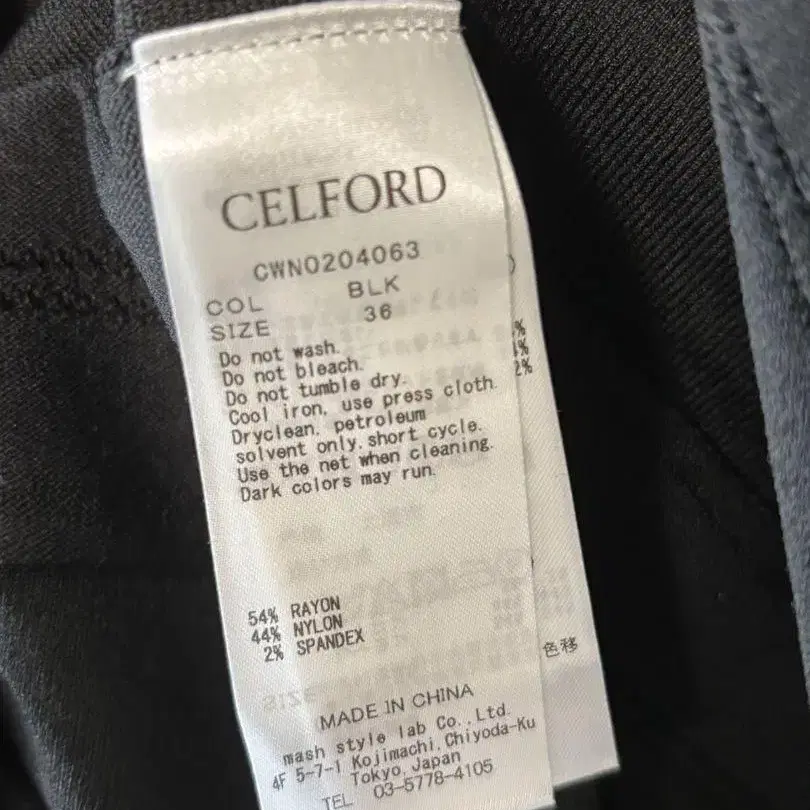 CELFORD
CWNO204063
COL BLK
SIZE 36
Do not wash.
Do not bleach.
Do not tumble dry.
Cool iron, use press cloth.
Dryclean, petroleum
solvent only.short cycle.
Use the net when cleaning.
Dark colors may run.
54% RAYON
44% NYLON
2% SPANDEX
MADE IN CHINA
mash style lab Co.,Ltd.
4F 5-7-1 Kojimachi,Chiyoda-Ku
Tokyo,Japan
TEL 03-5778-4105
%
4%
2%
色移